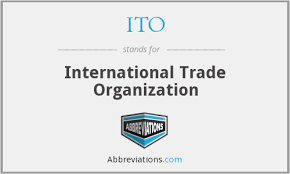 ITO
stands for
International Trade
Organization
ABBREVIATIONS
Abbreviations.com